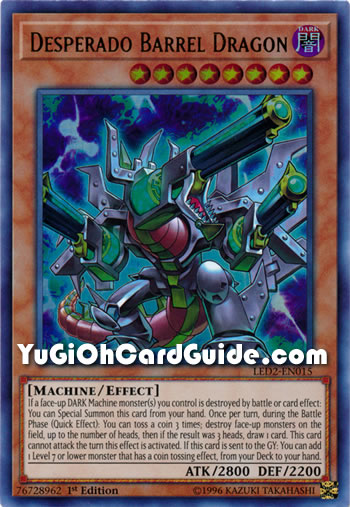 DESPERADO BARREL DRAGON
DARK
闇
YuGiOhCardGuide.com
LED2-EN015
[MACHINE/EFFECT]
If a face-up DARK Machine monster(s) you control is destroyed by battle or card effect:
You can Special Summon this card from your hand. Once per turn, during the Battle
Phase (Quick Effect): You can toss a coin 3 times; destroy face-up monsters on the
field, up to the number of heads, then if the result was 3 heads, draw 1 card. This card
cannot attack the turn this effect is activated. If this card is sent to the GY: You can add
1 Level 7 or lower monster that has a coin tossing effect, from your Deck to your hand.
ATK/2800 DEF/2200
76728962 1st Edition ©1996 KAZUKI TAKAHASHI